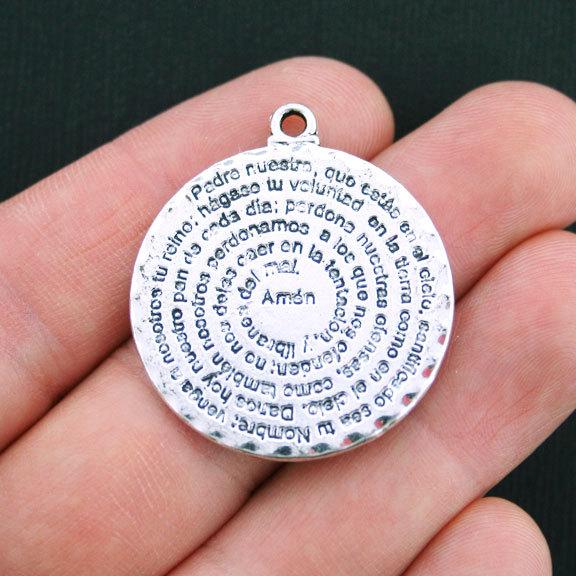 Padre nuestro, que estás en el cielo, santificado sea tu Nombre; venga a nosotros tu reino; hágase tu voluntad en la tierra como en el cielo. Danos hoy nuestro pan de cada día; perdona nuestras ofensas, como también nosotros perdonamos a los que nos ofenden; no nos dejes caer en la tentación, y líbranos del mal.
Amén